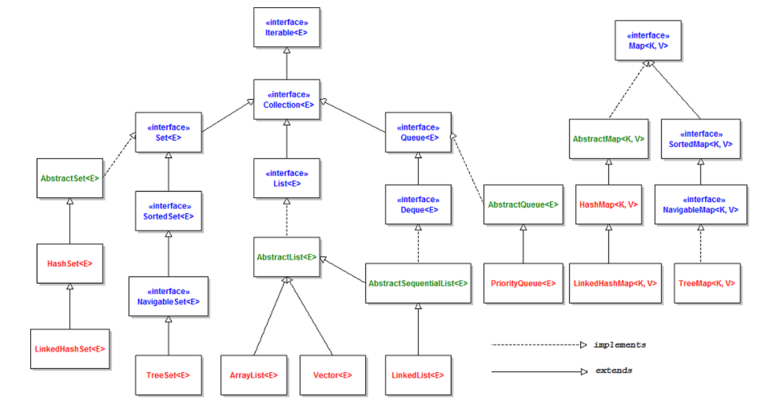 «interface»
Iterable<E>
«interface»
Map<K, V>
«interface»
Collection<E>
«interface»
Set<E>
«interface»
Queue<E>
AbstractMap<K, V>
«interface»
SortedMap<K, V>
AbstractSet<E>
«interface»
List<E>
«interface»
SortedSet<E>
«interface»
Deque<E>
AbstractQueue<E>
HashMap<K, V>
«interface»
NavigableMap<K, V>
HashSet<E>
AbstractList<E>
«interface»
NavigableSet<E>
AbstractSequentialList<E>
PriorityQueue<E>
LinkedHashMap<K, V>
TreeMap<K, V>
LinkedHashSet<E>
TreeSet<E>
ArrayList<E>
Vector<E>
LinkedList<E>
implements
extends